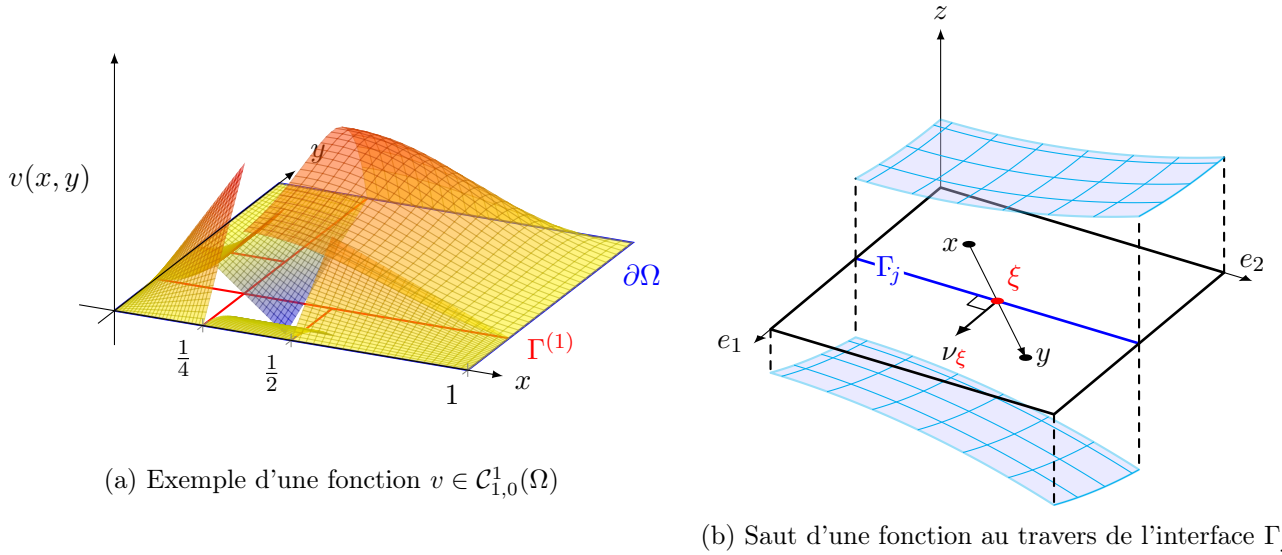 v(x, y)
y
∂Ω
Γ^{(1)}
x
1/4
1/2
1
(a) Exemple d'une fonction v ∈ 𝒞^1_{1,0}(Ω)
z
x
ξ
Γ_j
e_2
e_1
ν_ξ
y
(b) Saut d'une fonction au travers de l'interface Γ